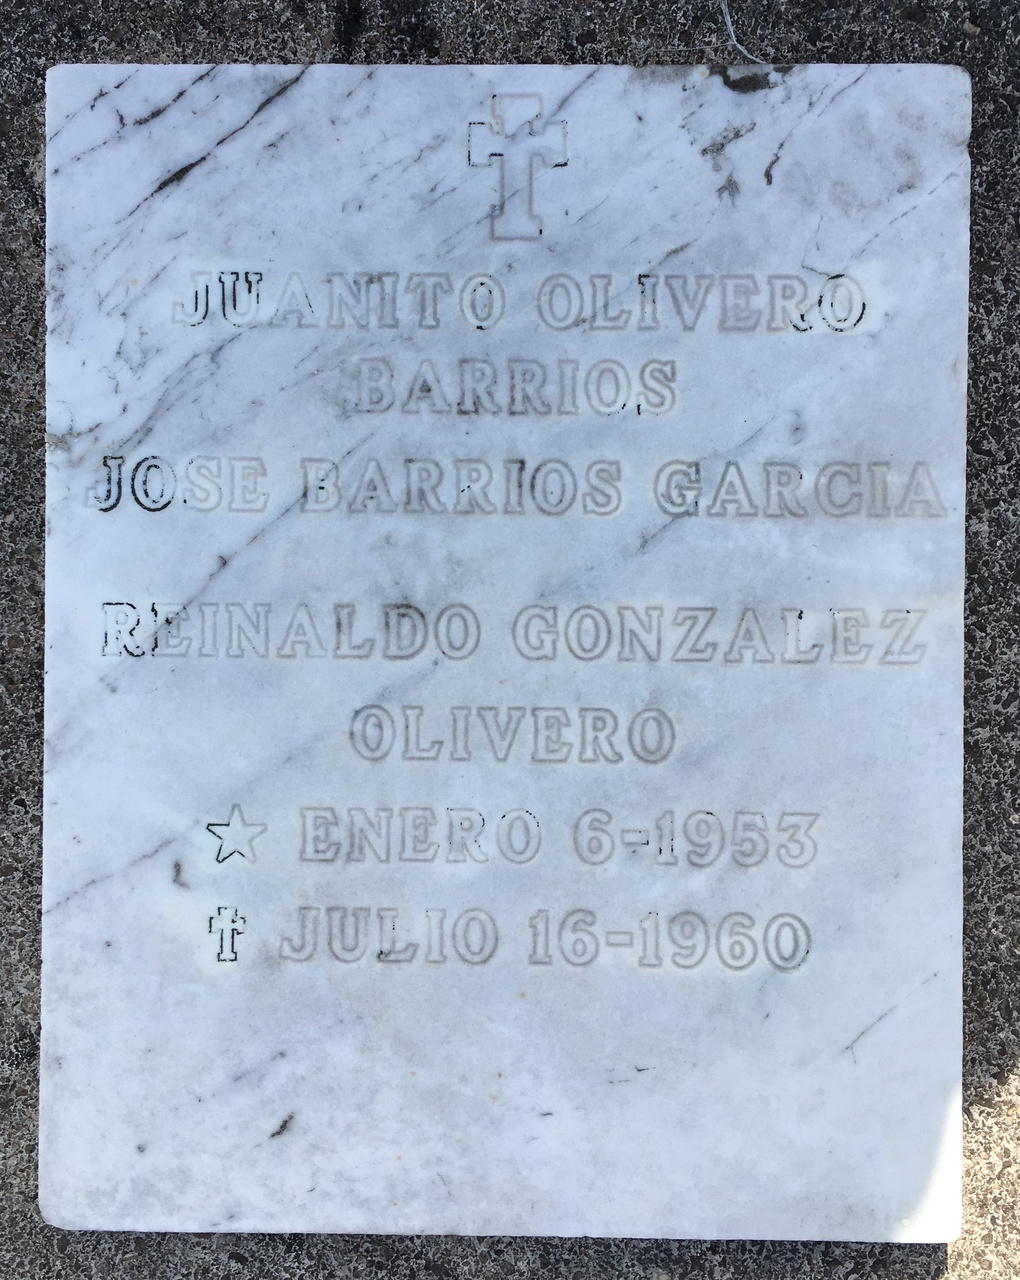 JUANITO OLIVERO
BARRIOS
JOSE BARRIOS GARCIA
REINALDO GONZALEZ
OLIVERO
☆ ENERO 6-1953
✝ JULIO 16-1960